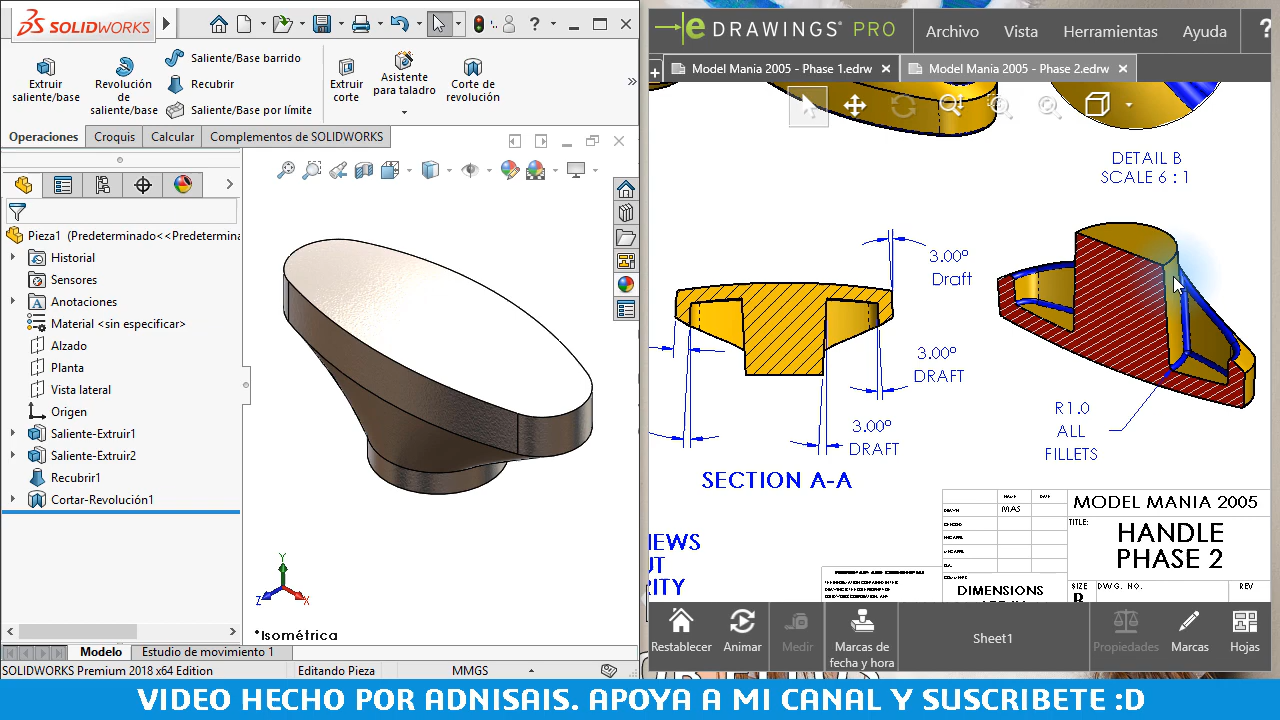 SOLIDWORKS
Extruir
saliente/base
Revolución
de
saliente/base
Saliente/Base barrido
Recubrir
Saliente/Base por límite
Extruir
corte
Asistente
para taladro
Corte de
revolución
Operaciones
Croquis
Calcular
Complementos de SOLIDWORKS
Pieza1 (Predeterminado<<Predetermina
Historial
Sensores
Anotaciones
Material <sin especificar>
Alzado
Planta
Vista lateral
Origen
Saliente-Extruir1
Saliente-Extruir2
Recubrir1
Cortar-Revolución1
Y
Z
X
*Isométrica
Modelo
Estudio de movimiento 1
SOLIDWORKS Premium 2018 x64 Edition
Editando Pieza
MMGS
eDRAWINGS® PRO
Archivo
Vista
Herramientas
Ayuda
?
Model Mania 2005 - Phase 1.edrw
Model Mania 2005 - Phase 2.edrw
DETAIL B
SCALE 6 : 1
3.00°
Draft
3.00°
DRAFT
3.00°
DRAFT
SECTION A-A
R1.0
ALL
FILLETS
IEWS
UT
RITY
NAME
DATE
DRAWN
MAS
MODEL MANIA 2005
TITLE:
HANDLE
PHASE 2
SIZE
DWG. NO.
REV
B
DIMENSIONS
Restablecer
Animar
Medir
Marcas de
fecha y hora
Sheet1
Propiedades
Marcas
Hojas
VIDEO HECHO POR ADNISAIS. APOYA A MI CANAL Y SUSCRIBETE :D